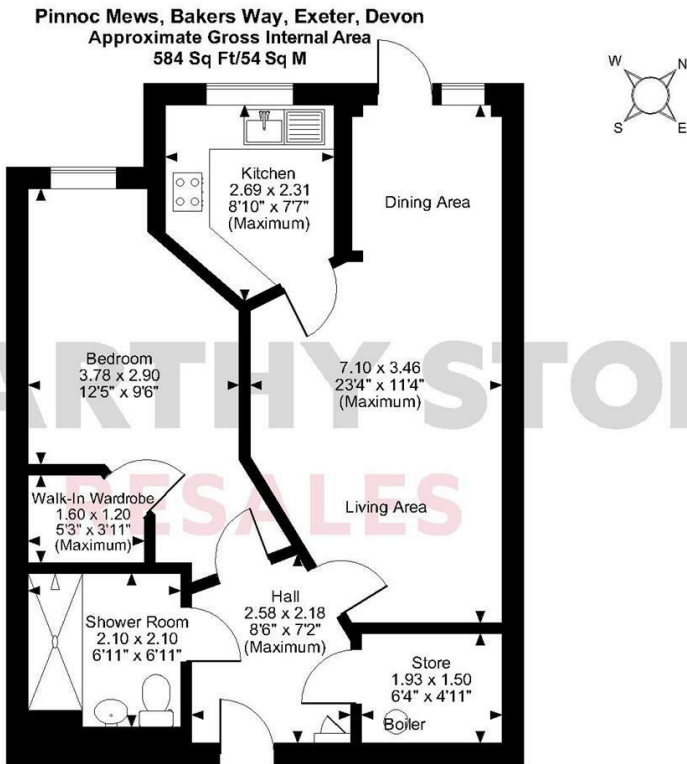 Pinnoc Mews, Bakers Way, Exeter, Devon
Approximate Gross Internal Area
584 Sq Ft/54 Sq M
W
N
S
E
Kitchen
2.69 x 2.31
8'10" x 7'7"
(Maximum)
Dining Area
Bedroom
3.78 x 2.90
12'5" x 9'6"
7.10 x 3.46
23'4" x 11'4"
(Maximum)
ARTHY STO
RESALES
Walk-In Wardrobe
1.60 x 1.20
5'3" x 3'11"
(Maximum)
Living Area
Hall
2.58 x 2.18
8'6" x 7'2"
(Maximum)
Shower Room
2.10 x 2.10
6'11" x 6'11"
Store
1.93 x 1.50
6'4" x 4'11"
Boiler